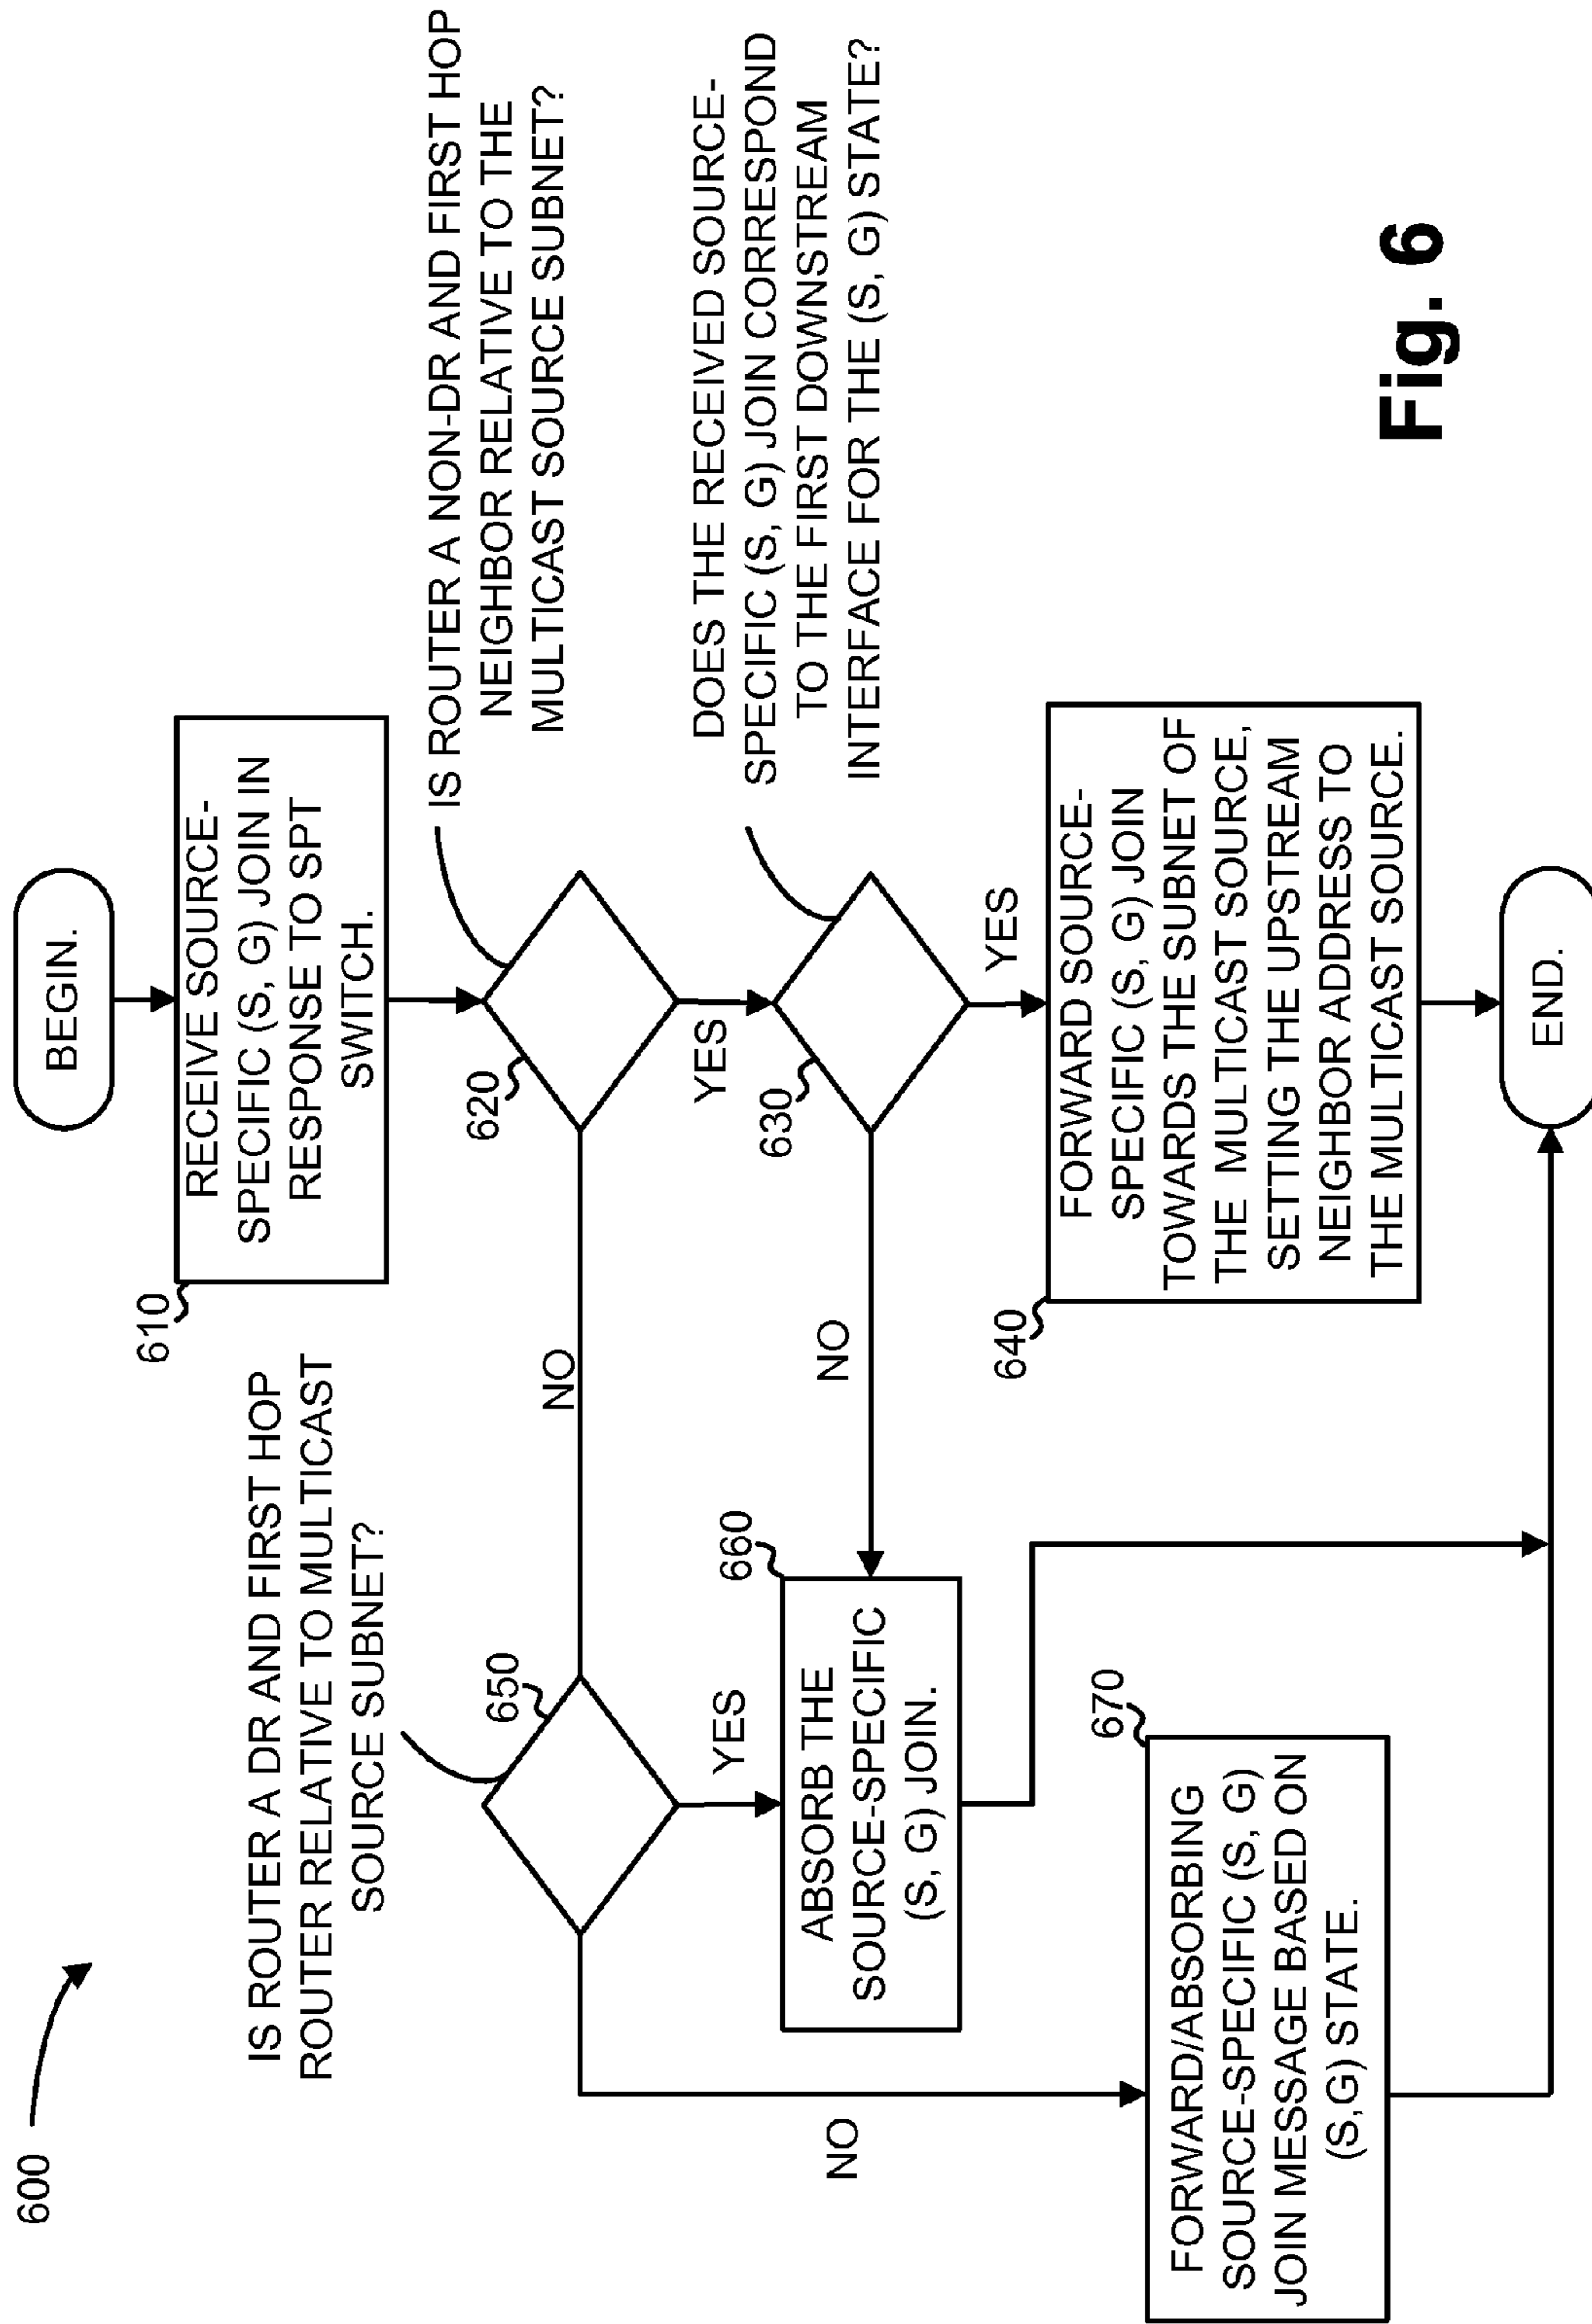 600
BEGIN.
610
RECEIVE SOURCE-
SPECIFIC (S, G) JOIN IN
RESPONSE TO SPT
SWITCH.
620
IS ROUTER A NON-DR AND FIRST HOP
NEIGHBOR RELATIVE TO THE
MULTICAST SOURCE SUBNET?
YES
NO
630
DOES THE RECEIVED SOURCE-
SPECIFIC (S, G) JOIN CORRESPOND
TO THE FIRST DOWNSTREAM
INTERFACE FOR THE (S, G) STATE?
YES
NO
640
FORWARD SOURCE-
SPECIFIC (S, G) JOIN
TOWARDS THE SUBNET OF
THE MULTICAST SOURCE,
SETTING THE UPSTREAM
NEIGHBOR ADDRESS TO
THE MULTICAST SOURCE.
IS ROUTER A DR AND FIRST HOP
ROUTER RELATIVE TO MULTICAST
SOURCE SUBNET?
650
YES
NO
660
ABSORB THE
SOURCE-SPECIFIC
(S, G) JOIN.
670
FORWARD/ABSORBING
SOURCE-SPECIFIC (S, G)
JOIN MESSAGE BASED ON
(S,G) STATE.
END.
Fig. 6